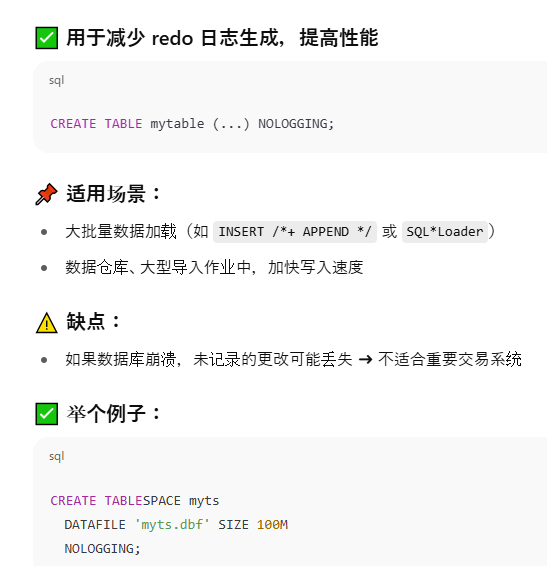 ✅ 用于减少 redo 日志生成，提高性能
sql
CREATE TABLE mytable (...) NOLOGGING;
📌 适用场景：
• 大批量数据加载（如 INSERT /*+ APPEND */ 或 SQL*Loader）
• 数据仓库、大型导入作业中，加快写入速度
⚠️ 缺点：
• 如果数据库崩溃，未记录的更改可能丢失 ➜ 不适合重要交易系统
✅ 举个例子：
sql
CREATE TABLESPACE myts
DATAFILE 'myts.dbf' SIZE 100M
NOLOGGING;